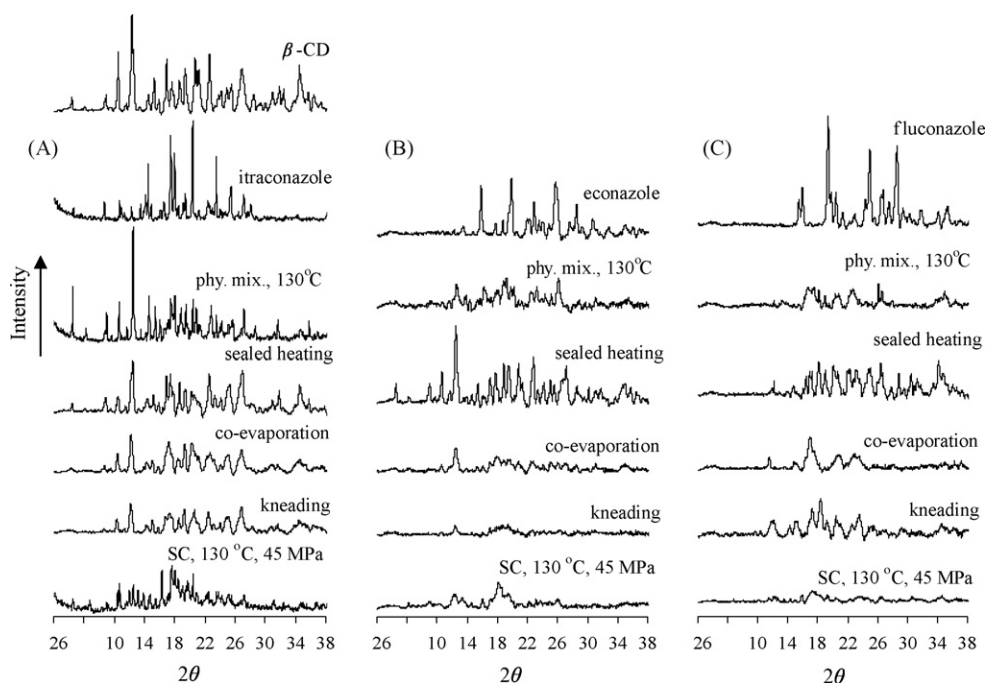 β-CD
(A)
itraconazole
phy. mix., 130°C
sealed heating
co-evaporation
kneading
SC, 130 °C, 45 MPa
Intensity
26 10 14 18 22 26 30 34 38
2θ
(B)
econazole
phy. mix., 130°C
sealed heating
co-evaporation
kneading
SC, 130 °C, 45 MPa
26 10 14 18 22 26 30 34 38
2θ
(C)
fluconazole
phy. mix., 130°C
sealed heating
co-evaporation
kneading
SC, 130 °C, 45 MPa
26 10 14 18 22 26 30 34 38
2θ